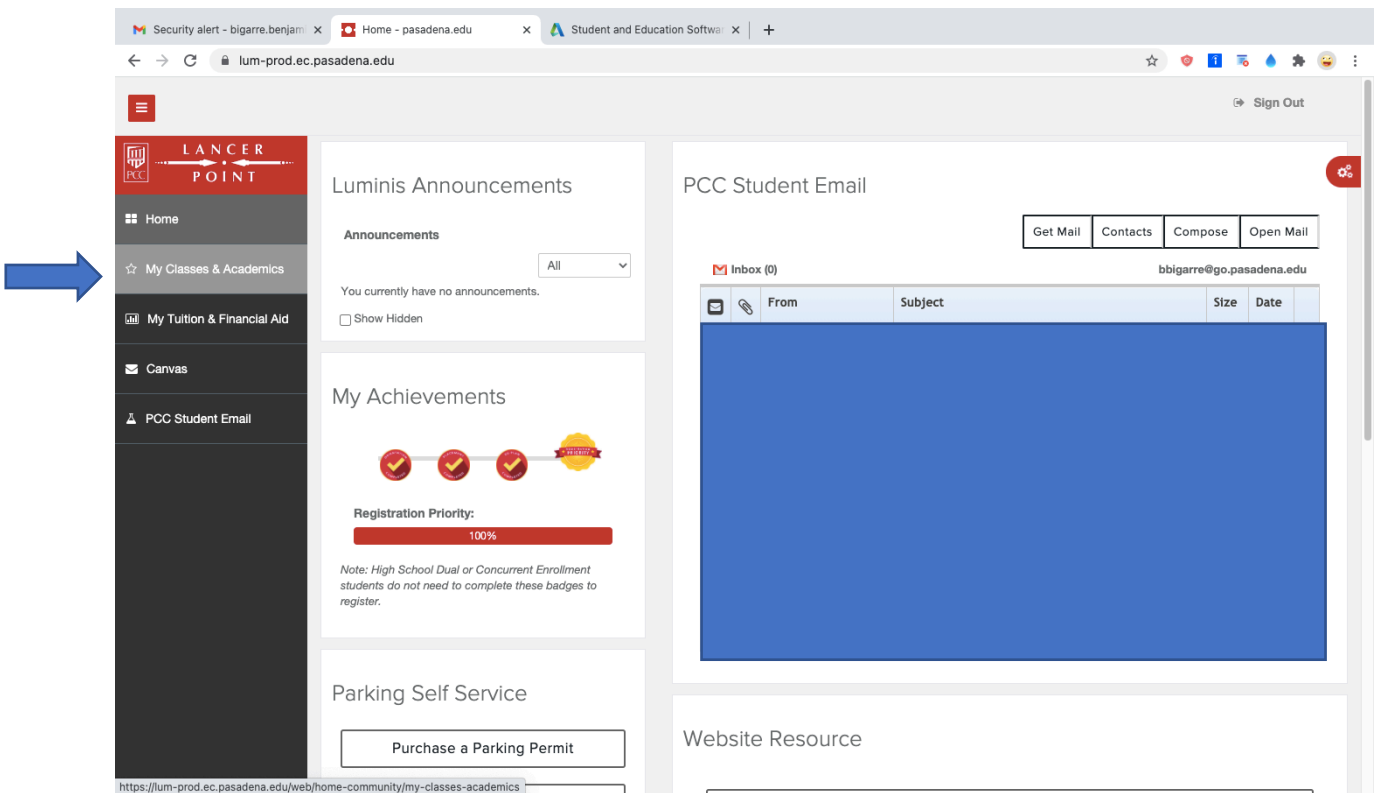 Security alert - bigarre.benjam
Home - pasadena.edu
Student and Education Softwar
lum-prod.ec.pasadena.edu
Sign Out
LANCER
POINT
PCC
Home
My Classes & Academics
My Tuition & Financial Aid
Canvas
PCC Student Email
Luminis Announcements
Announcements
All
You currently have no announcements.
Show Hidden
My Achievements
PRIORITY
Registration Priority:
100%
Note: High School Dual or Concurrent Enrollment
students do not need to complete these badges to
register.
Parking Self Service
Purchase a Parking Permit
PCC Student Email
Get Mail Contacts Compose Open Mail
Inbox (0) bbigarre@go.pasadena.edu
From Subject Size Date
Website Resource
https://lum-prod.ec.pasadena.edu/web/home-community/my-classes-academics